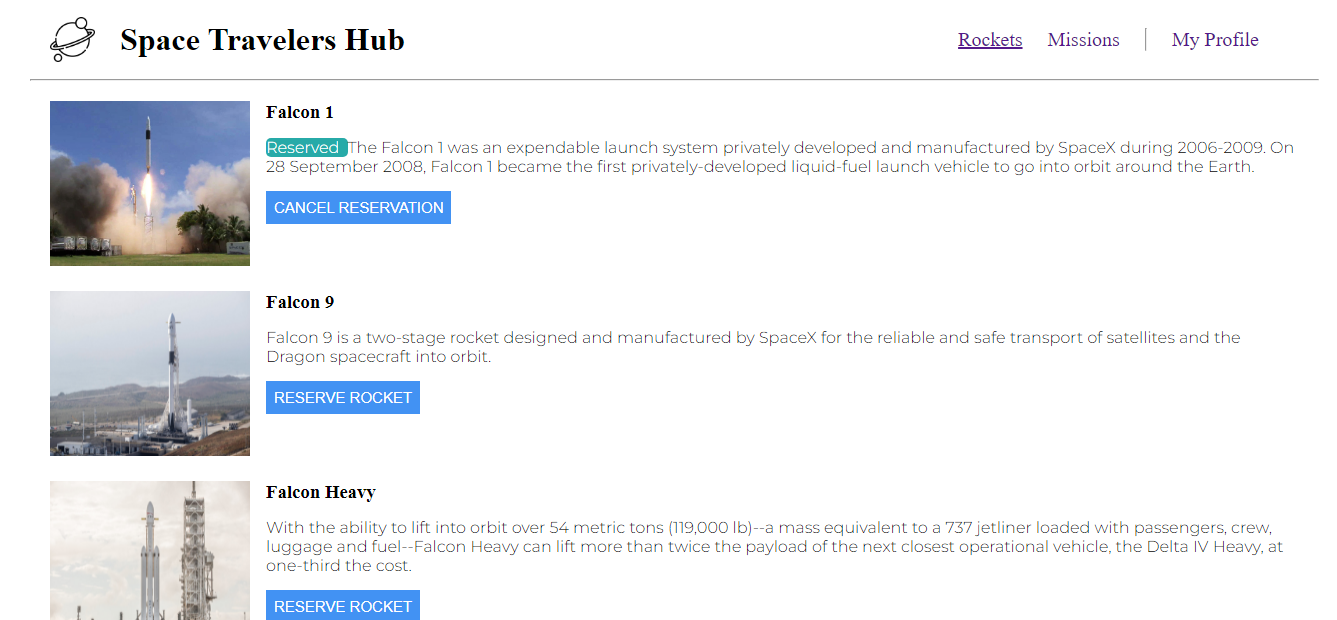 Space Travelers Hub
Rockets Missions My Profile
Falcon 1
Reserved The Falcon 1 was an expendable launch system privately developed and manufactured by SpaceX during 2006-2009. On
28 September 2008, Falcon 1 became the first privately-developed liquid-fuel launch vehicle to go into orbit around the Earth.
CANCEL RESERVATION
Falcon 9
Falcon 9 is a two-stage rocket designed and manufactured by SpaceX for the reliable and safe transport of satellites and the
Dragon spacecraft into orbit.
RESERVE ROCKET
Falcon Heavy
With the ability to lift into orbit over 54 metric tons (119,000 lb)--a mass equivalent to a 737 jetliner loaded with passengers, crew,
luggage and fuel--Falcon Heavy can lift more than twice the payload of the next closest operational vehicle, the Delta IV Heavy, at
one-third the cost.
RESERVE ROCKET